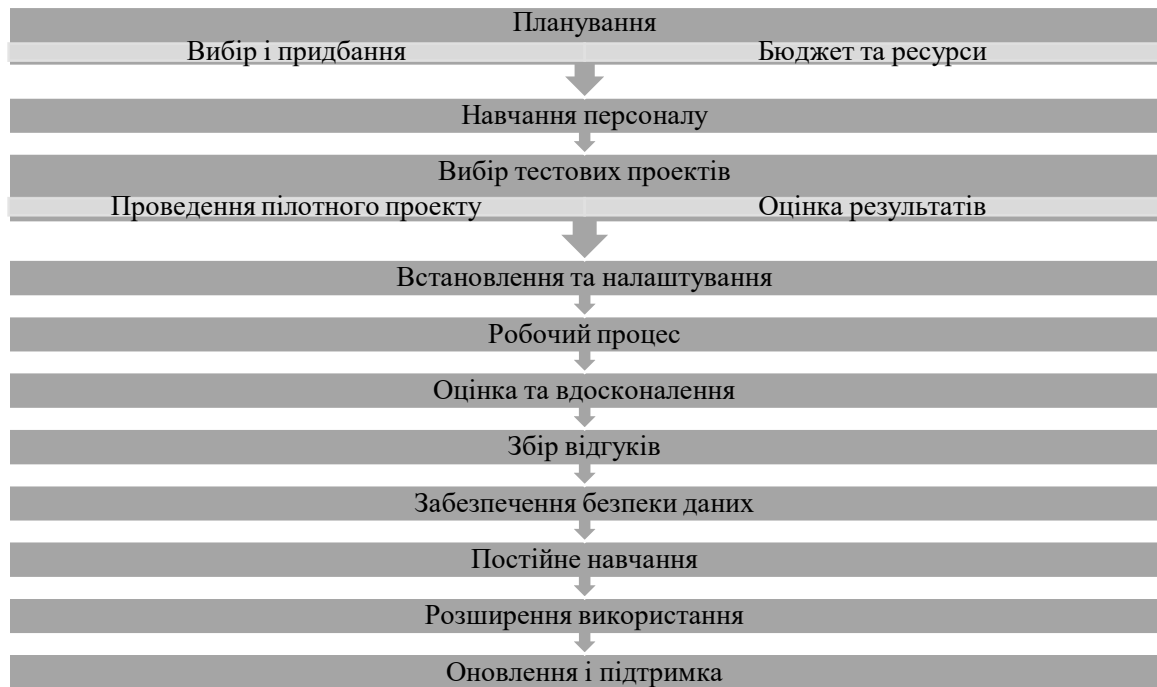 Планування
Вибір і придбання Бюджет та ресурси
Навчання персоналу
Вибір тестових проектів
Проведення пілотного проекту Оцінка результатів
Встановлення та налаштування
Робочий процес
Оцінка та вдосконалення
Збір відгуків
Забезпечення безпеки даних
Постійне навчання
Розширення використання
Оновлення і підтримка